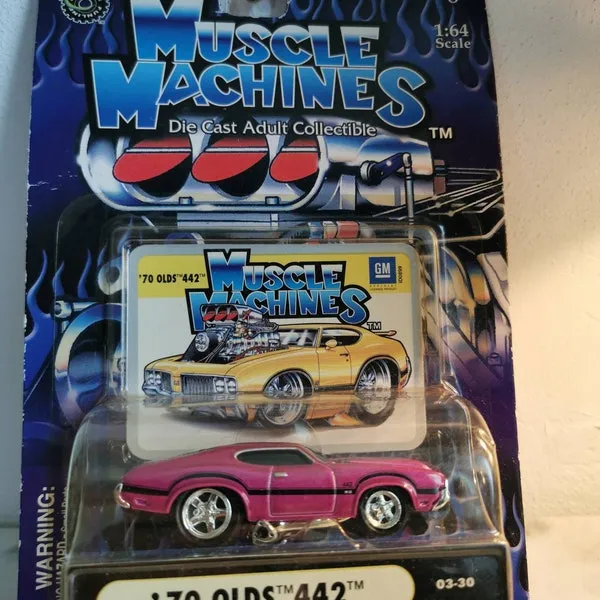 MUSCLE
MACHINES
1:64
Scale
Die Cast Adult Collectible
TM
'70 OLDS™442™
MUSCLE
MACHINES
TM
GM
442
WARNING:
'70 OLDS™442™
03-30